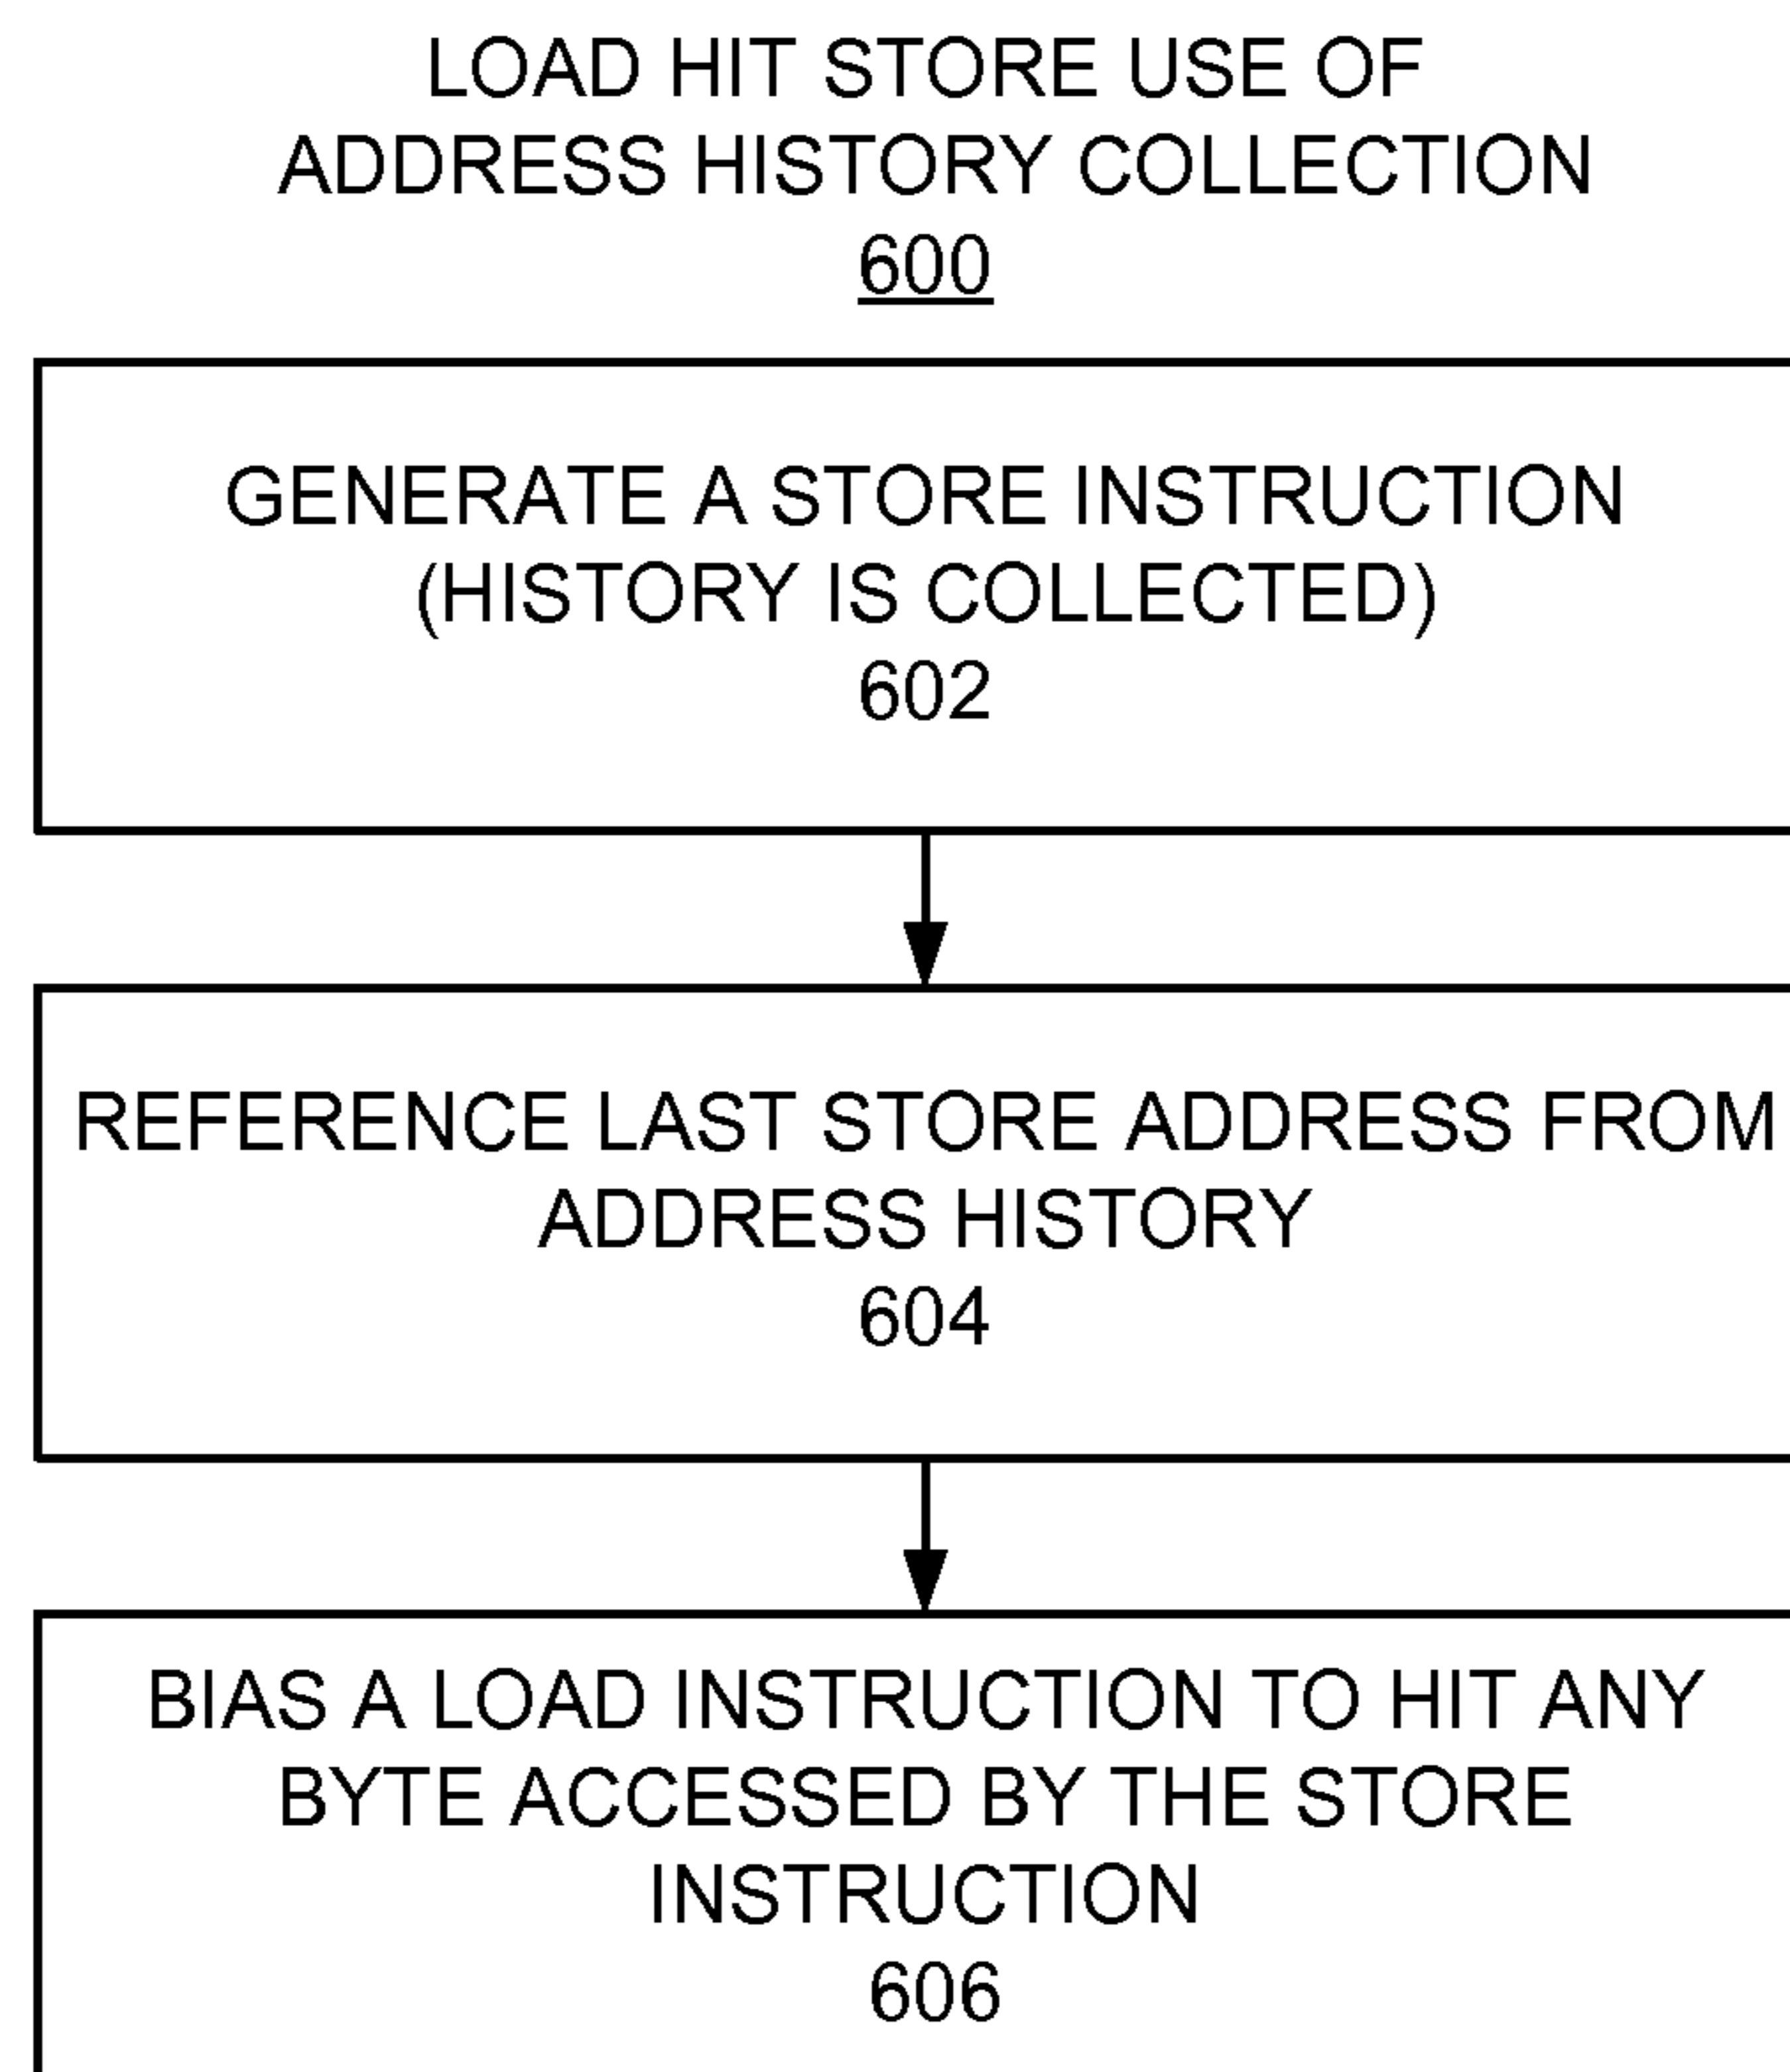 LOAD HIT STORE USE OF
ADDRESS HISTORY COLLECTION
600
GENERATE A STORE INSTRUCTION
(HISTORY IS COLLECTED)
602
REFERENCE LAST STORE ADDRESS FROM
ADDRESS HISTORY
604
BIAS A LOAD INSTRUCTION TO HIT ANY
BYTE ACCESSED BY THE STORE
INSTRUCTION
606